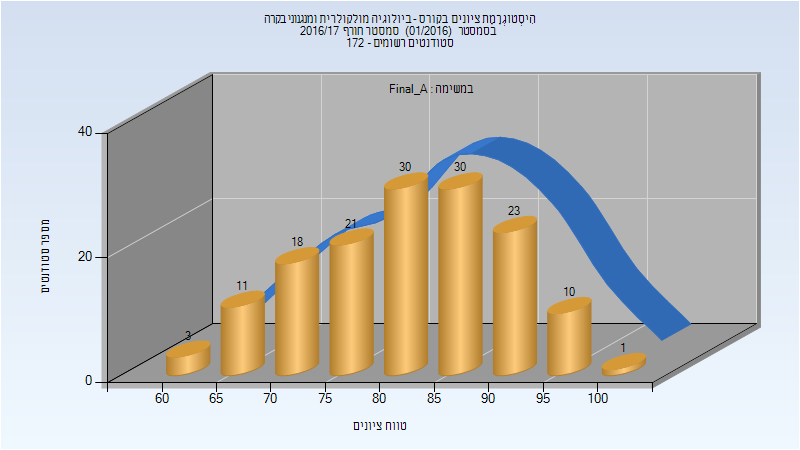 הִיסְטוֹגְרָמַת ציונים בקורס - ביולוגיה מולקולרית ומנגנוני בקרה
בסמסטר (01/2016) סמסטר חורף 2016/17
סטודנטים רשומים - 172
במשימה : Final_A
מספר סטודנטים
40
20
0
3
11
18
21
30
30
23
10
1
60 65 70 75 80 85 90 95 100
טווח ציונים